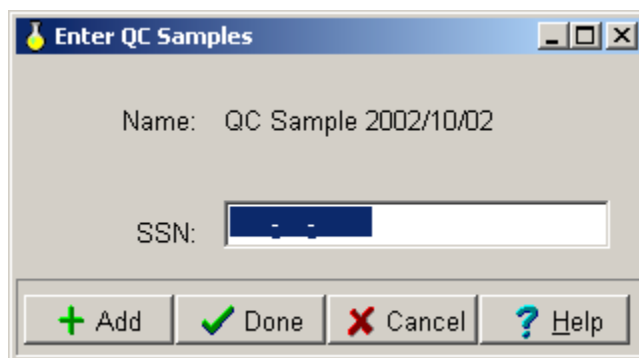 Enter QC Samples
Name: QC Sample 2002/10/02
SSN: - -
Add Done Cancel Help